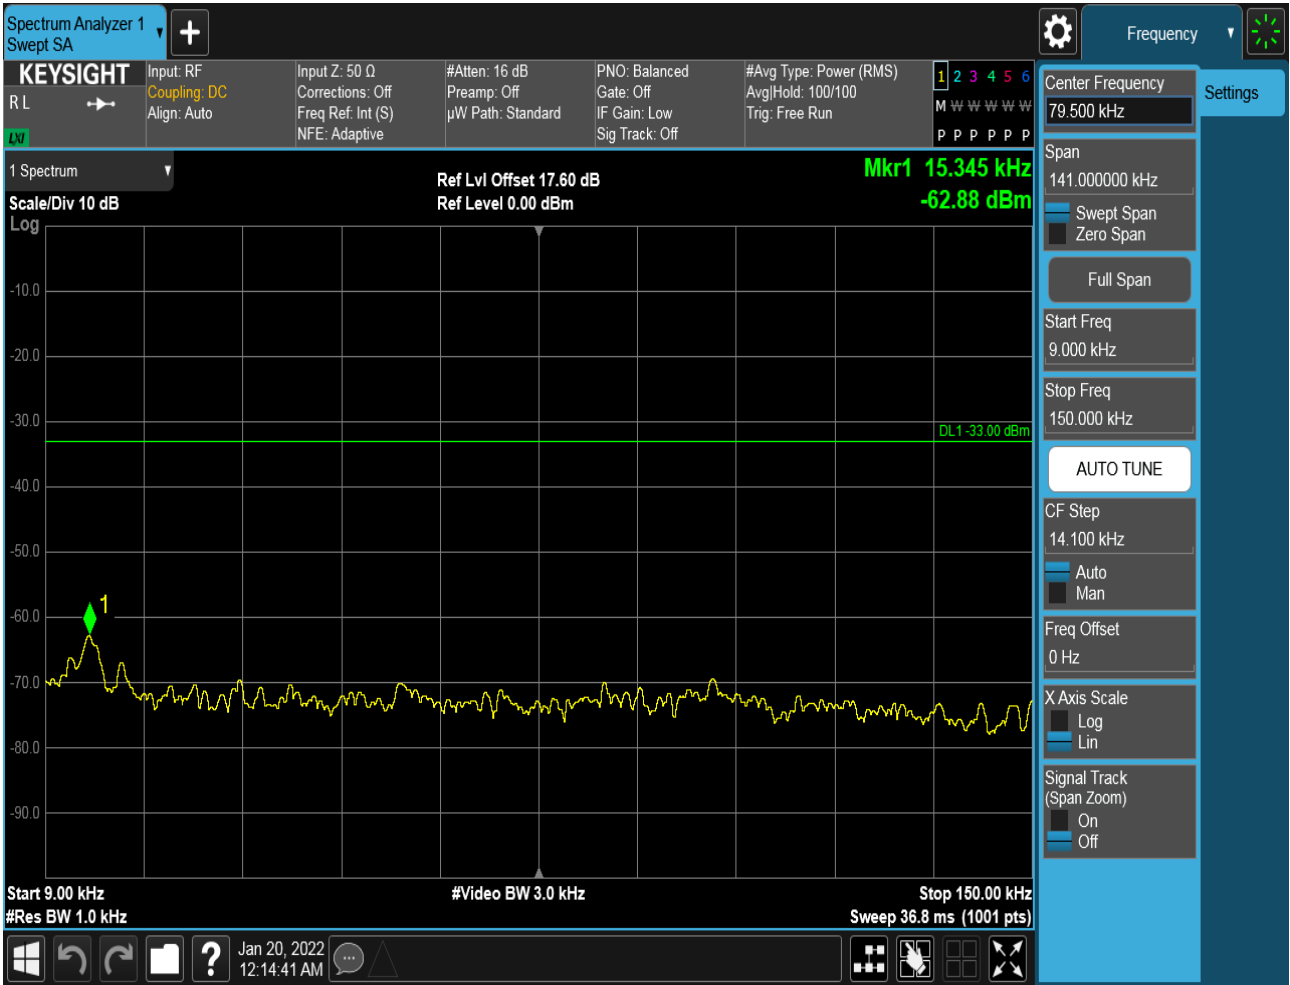 Spectrum Analyzer 1
Swept SA
+
Frequency
KEYSIGHT
R L
LXI
Input: RF
Coupling: DC
Align: Auto
Input Z: 50 Ω
Corrections: Off
Freq Ref: Int (S)
NFE: Adaptive
#Atten: 16 dB
Preamp: Off
µW Path: Standard
PNO: Balanced
Gate: Off
IF Gain: Low
Sig Track: Off
#Avg Type: Power (RMS)
Avg|Hold: 100/100
Trig: Free Run
1 2 3 4 5 6
M W W W W W
P P P P P P
1 Spectrum
Scale/Div 10 dB
Log
Ref Lvl Offset 17.60 dB
Ref Level 0.00 dBm
Mkr1 15.345 kHz
-62.88 dBm
-10.0
-20.0
-30.0
DL1 -33.00 dBm
-40.0
-50.0
1
-60.0
-70.0
-80.0
-90.0
Start 9.00 kHz
#Res BW 1.0 kHz
#Video BW 3.0 kHz
Stop 150.00 kHz
Sweep 36.8 ms (1001 pts)
?
Jan 20, 2022
12:14:41 AM
Center Frequency
79.500 kHz
Span
141.000000 kHz
Swept Span
Zero Span
Full Span
Start Freq
9.000 kHz
Stop Freq
150.000 kHz
AUTO TUNE
CF Step
14.100 kHz
Auto
Man
Freq Offset
0 Hz
X Axis Scale
Log
Lin
Signal Track
(Span Zoom)
On
Off
Settings